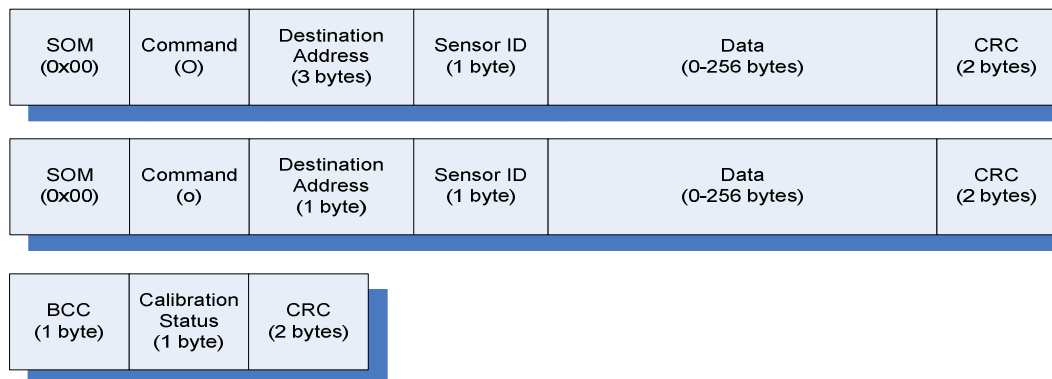 SOM
(0x00)
Command
(O)
Destination
Address
(3 bytes)
Sensor ID
(1 byte)
Data
(0-256 bytes)
CRC
(2 bytes)
SOM
(0x00)
Command
(o)
Destination
Address
(1 byte)
Sensor ID
(1 byte)
Data
(0-256 bytes)
CRC
(2 bytes)
BCC
(1 byte)
Calibration
Status
(1 byte)
CRC
(2 bytes)